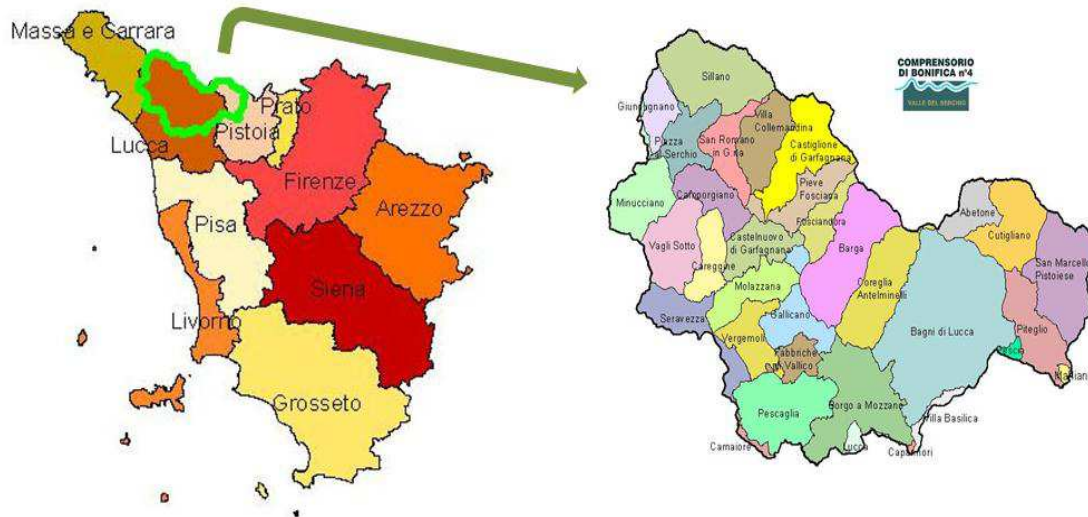 Massa e Carrara
Lucca
Prato
Pistoia
Firenze
Arezzo
Pisa
Siena
Livorno
Grosseto
COMPRENSORIO
DI BONIFICA n°4
VALLE DEL SERCHIO
Sillano
Giuncugnano
Villa
Collemandina
Piazza
al Serchio
San Romano
in G.na
Castiglione
di Garfagnana
Minucciano
Camporgiano
Pieve
Fosciana
Fosciandora
Abetone
Cutigliano
Vagli Sotto
Careggine
Castelnuovo
di Garfagnana
Barga
San Marcello
Pistoiese
Molazzana
Coreglia
Antelminelli
Seravezza
Gallicano
Bagni di Lucca
Piteglio
Vergemoli
Fabbriche
di Vallico
Pescia
Marliana
Pescaglia
Borgo a Mozzano
Villa Basilica
Camaiore
Lucca
Capannori